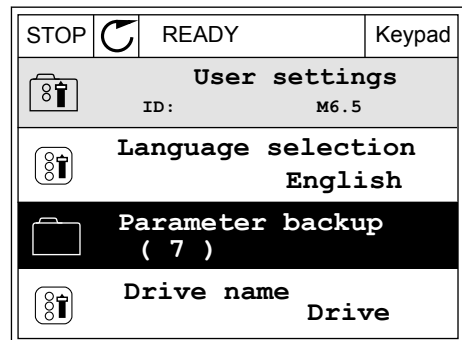 STOP READY Keypad
User settings
ID: M6.5
Language selection
English
Parameter backup
( 7 )
Drive name
Drive